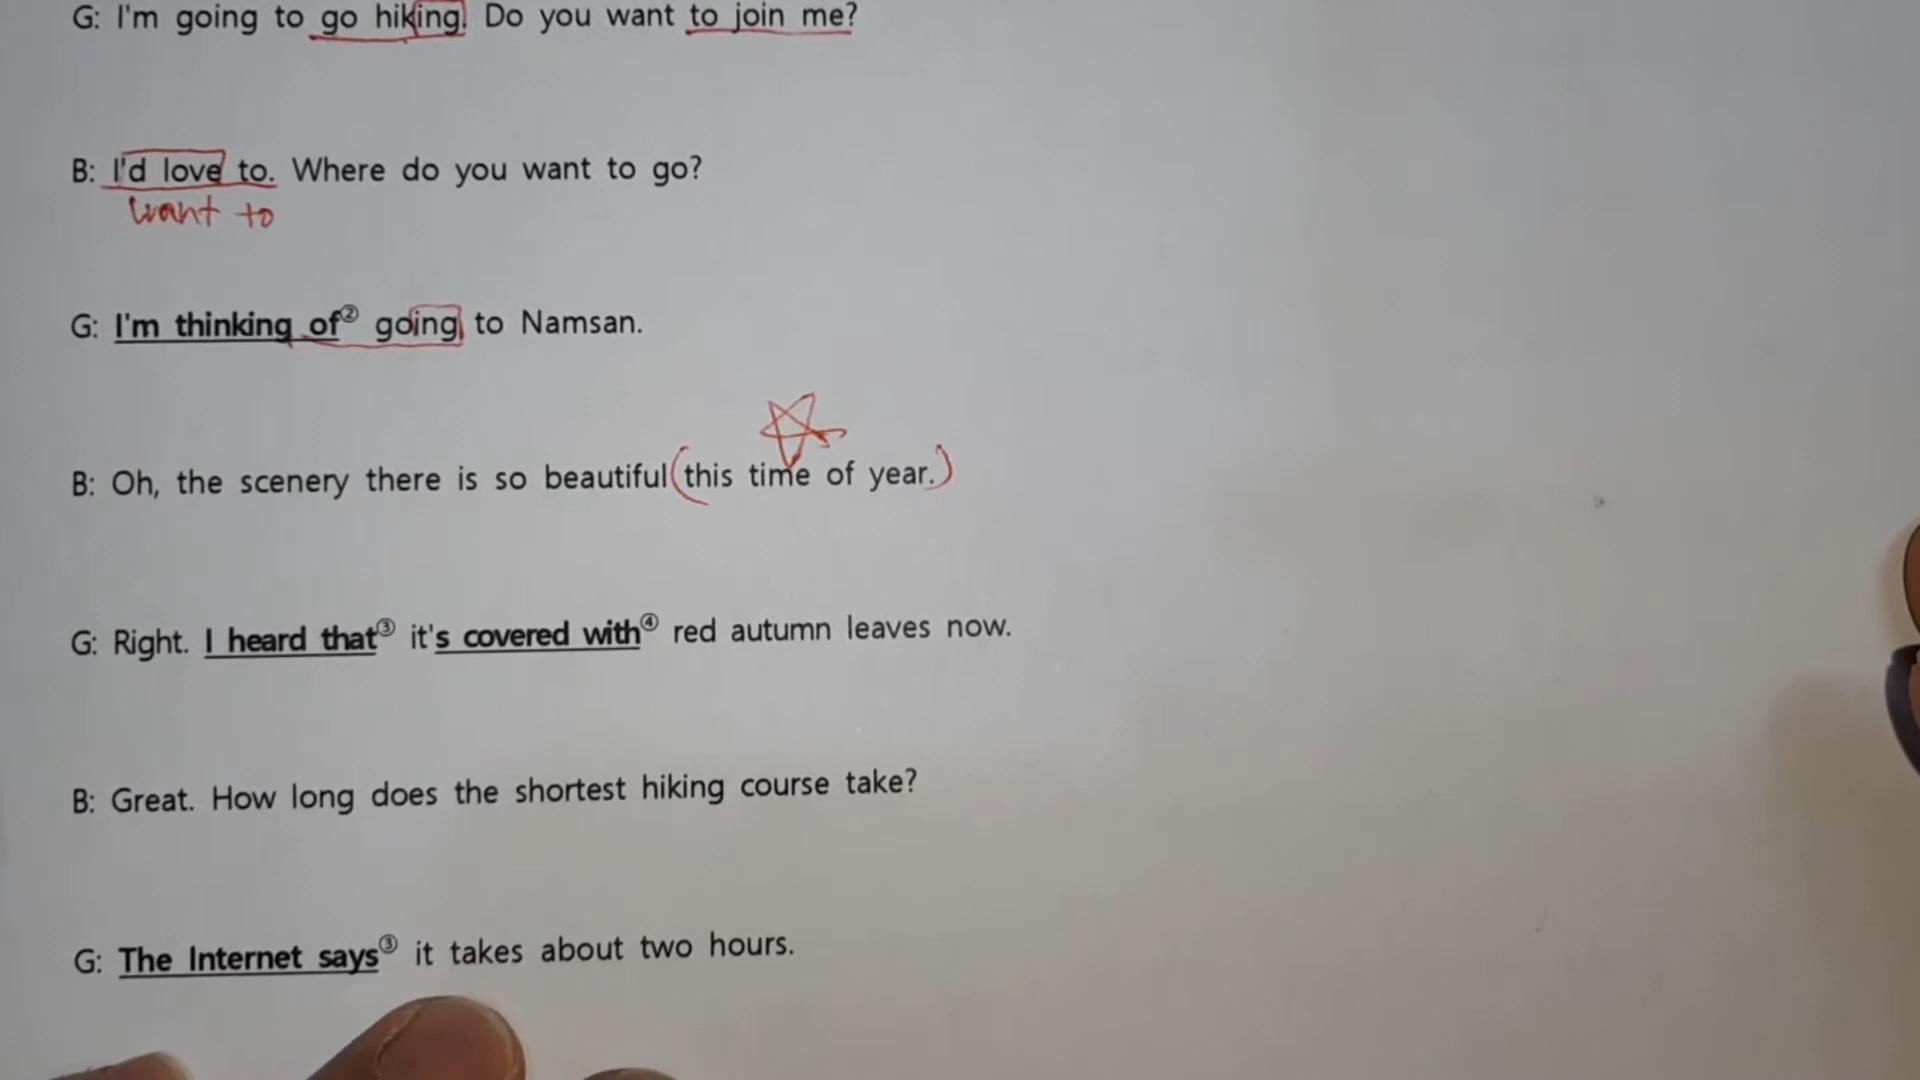 G: I'm going to go hiking. Do you want to join me?
B: I'd love to. Where do you want to go?
want to
G: I'm thinking of② going to Namsan.
B: Oh, the scenery there is so beautiful (this time of year.)
G: Right. I heard that③ it's covered with④ red autumn leaves now.
B: Great. How long does the shortest hiking course take?
G: The Internet says③ it takes about two hours.